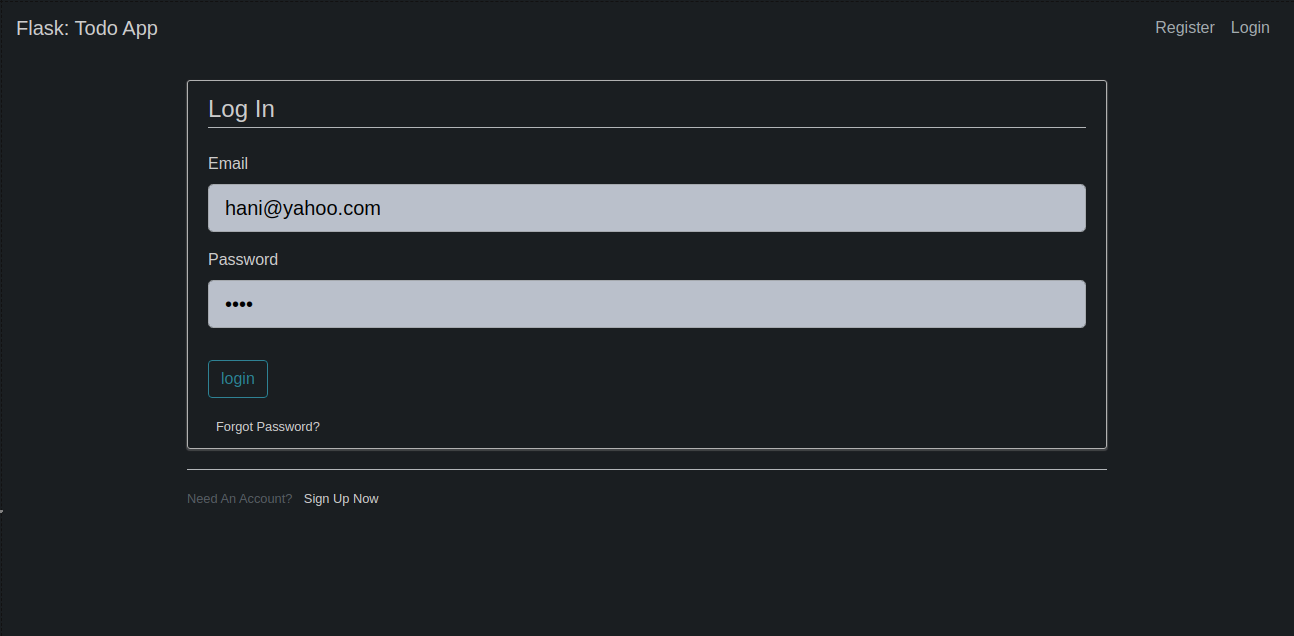 Flask: Todo App Register Login
Log In
Email
hani@yahoo.com
Password
••••
login
Forgot Password?
Need An Account? Sign Up Now